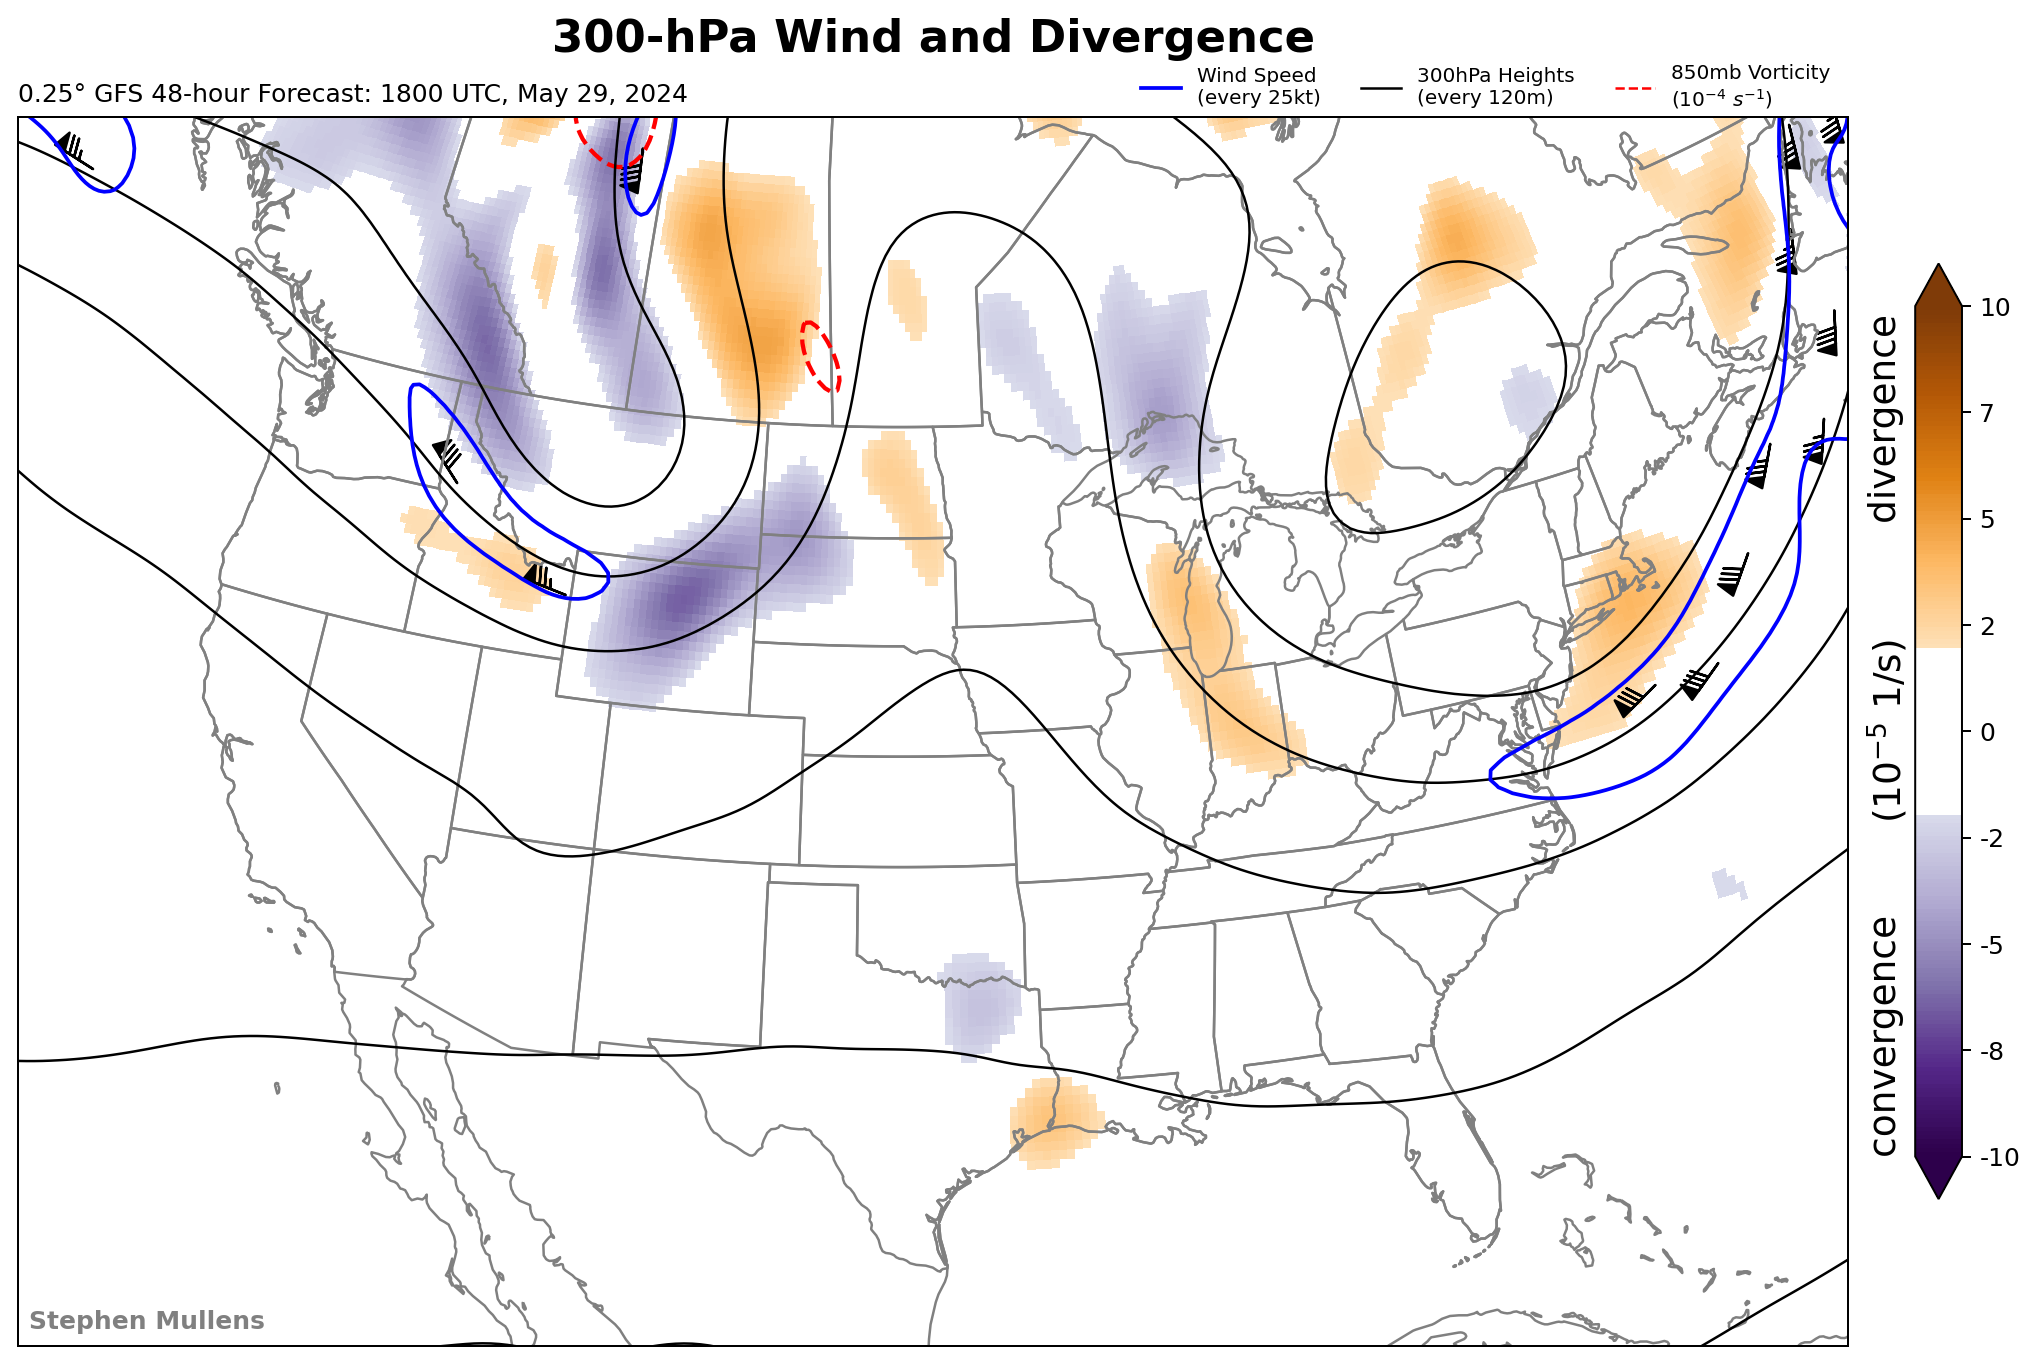 300-hPa Wind and Divergence
0.25° GFS 48-hour Forecast: 1800 UTC, May 29, 2024
Wind Speed
(every 25kt)
300hPa Heights
(every 120m)
850mb Vorticity
(10⁻⁴ s⁻¹)
10
7
5
2
0
-2
-5
-8
-10
convergence (10⁻⁵ 1/s) divergence
Stephen Mullens